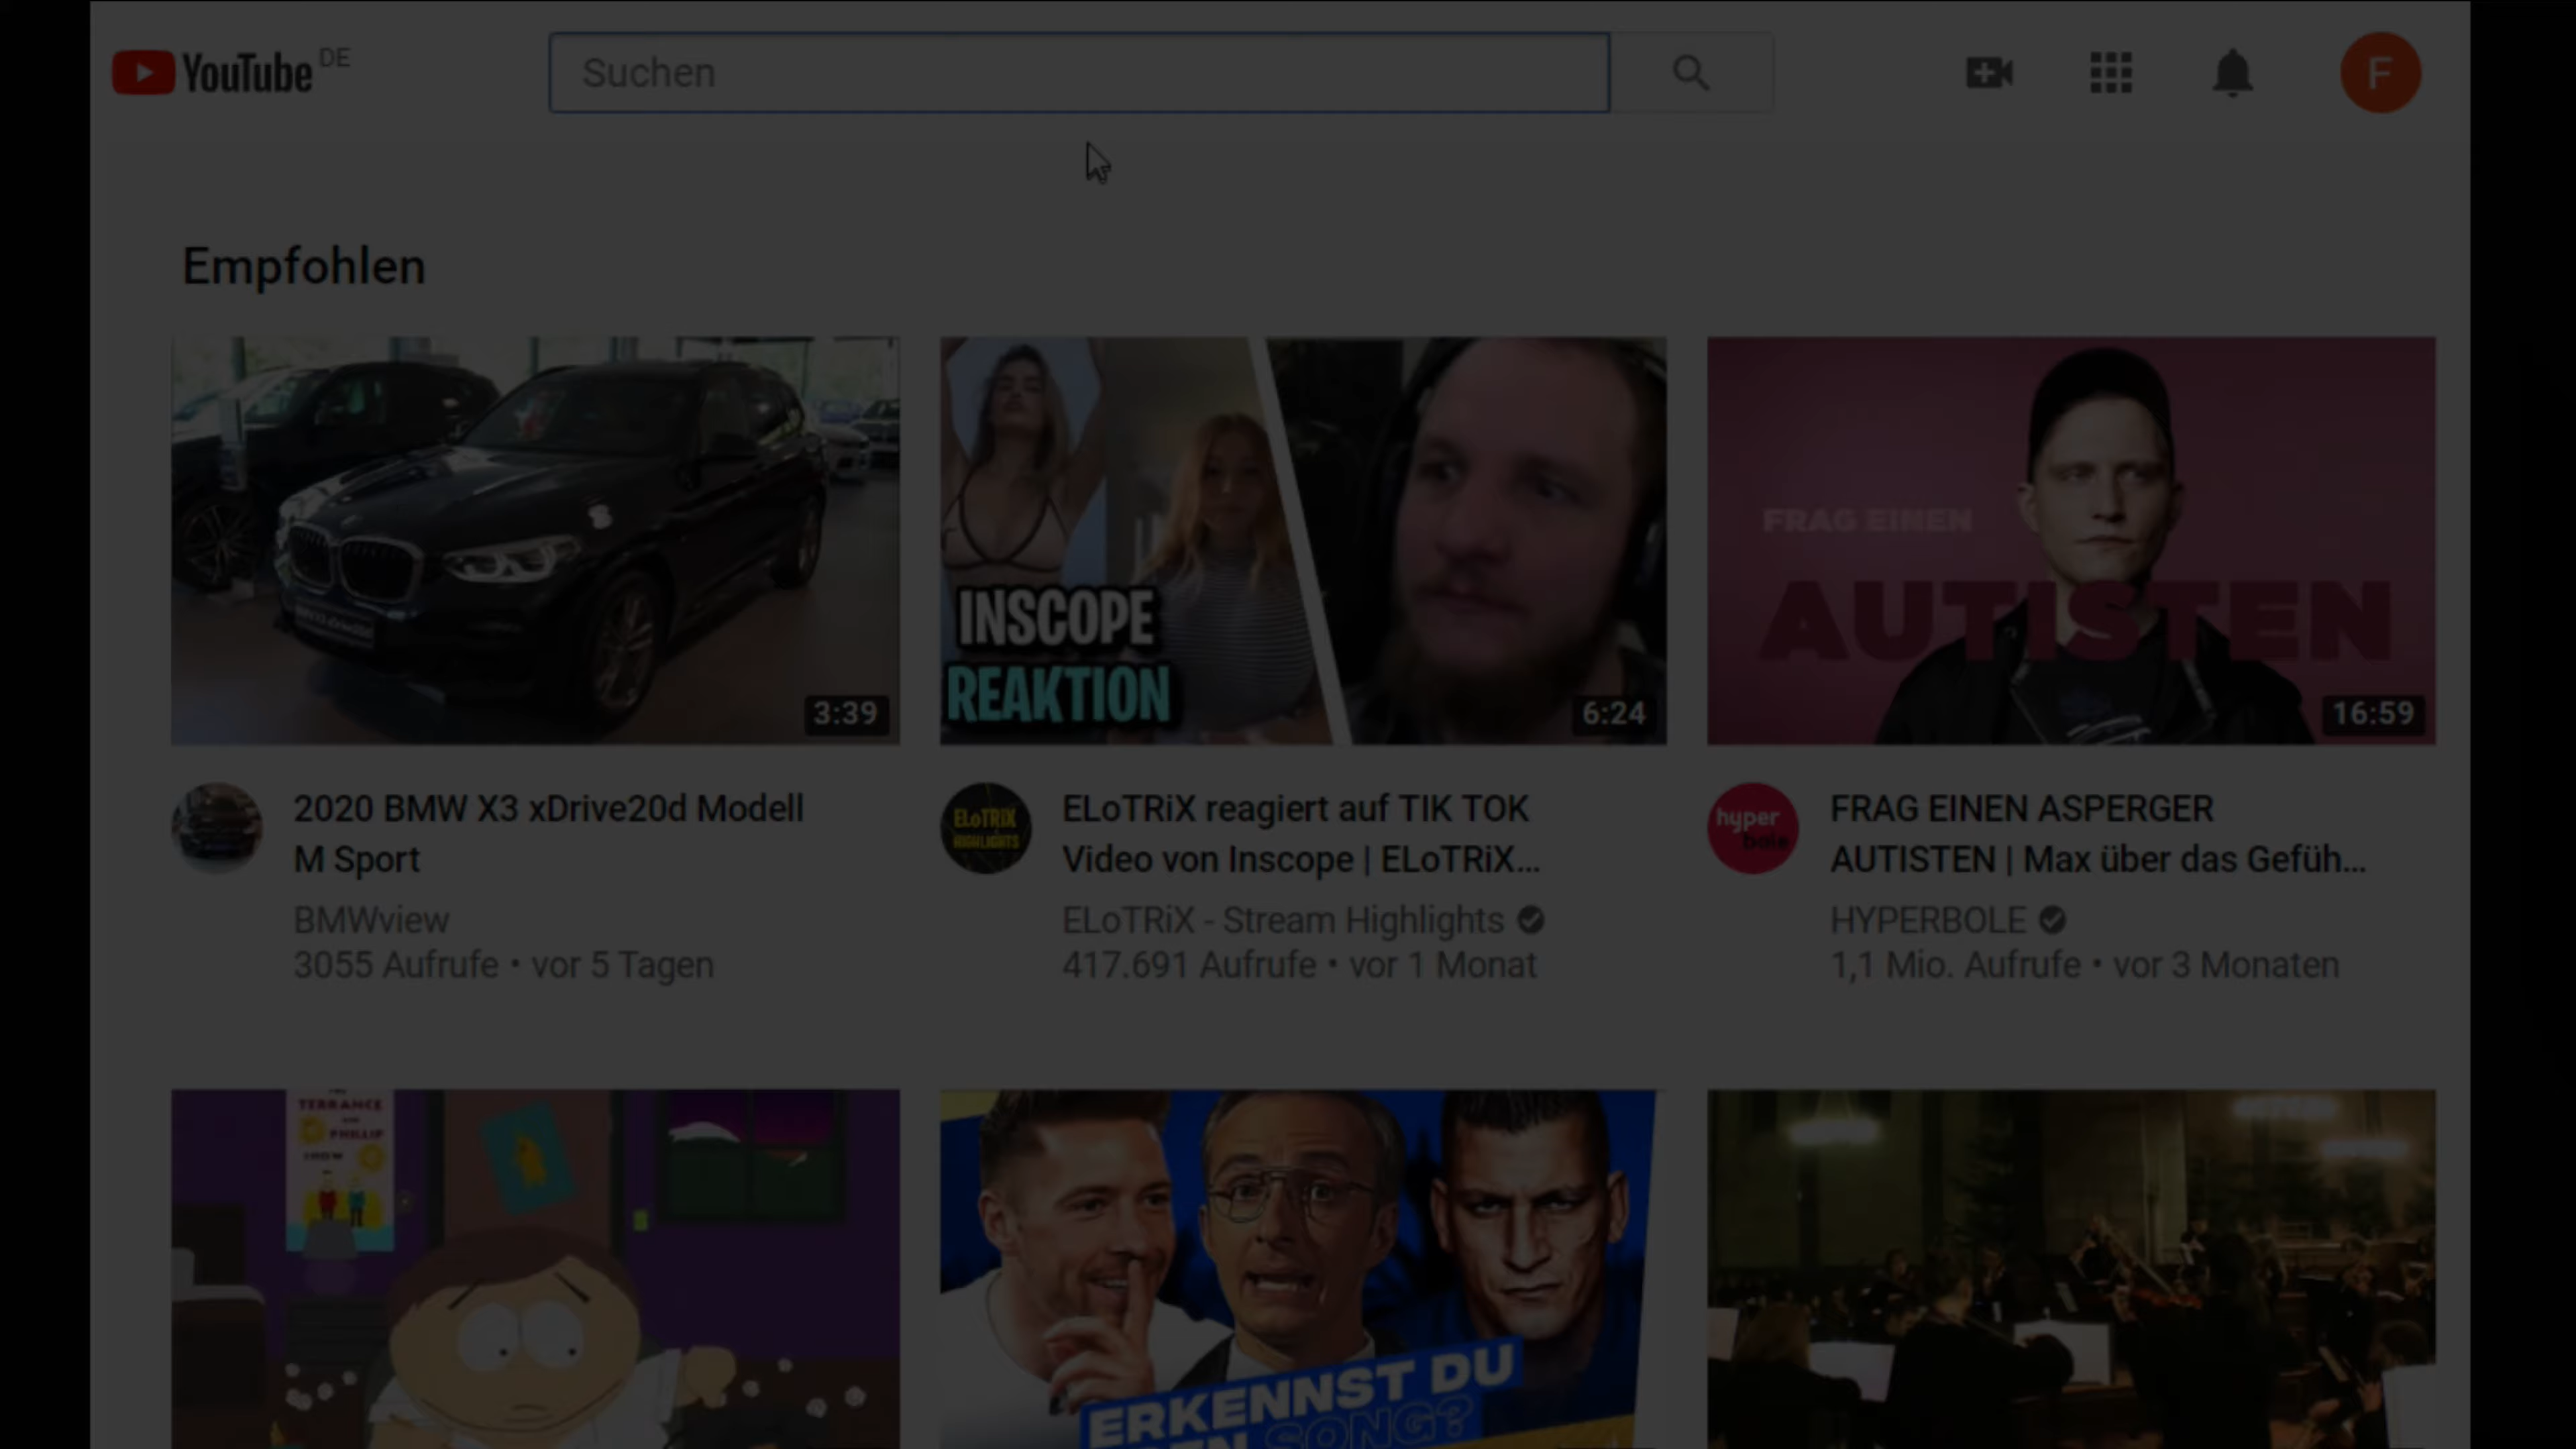 YouTube DE
Suchen
F
Empfohlen
INSCOPE
REAKTION
FRAG EINEN
AUTISTEN
3:39
6:24
16:59
2020 BMW X3 xDrive20d Modell
M Sport
BMWview
3055 Aufrufe • vor 5 Tagen
ELoTRiX
HIGHLIGHTS
ELoTRiX reagiert auf TIK TOK
Video von Inscope | ELoTRiX...
ELoTRiX - Stream Highlights
417.691 Aufrufe • vor 1 Monat
hyper
bole
FRAG EINEN ASPERGER
AUTISTEN | Max über das Gefüh...
HYPERBOLE
1,1 Mio. Aufrufe • vor 3 Monaten
TERRANCE
PHILLIP
ERKENNST DU
SONG?